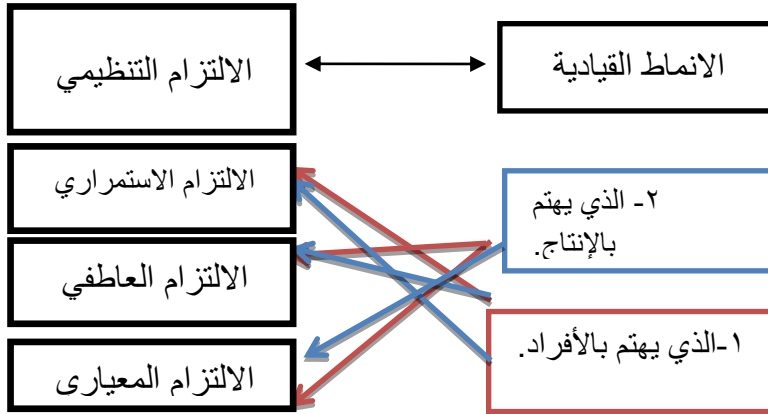 الانماط القيادية
الالتزام التنظيمي
٢- الذي يهتم
بالإنتاج.
١-الذي يهتم بالأفراد.
الالتزام الاستمراري
الالتزام العاطفي
الالتزام المعيارى